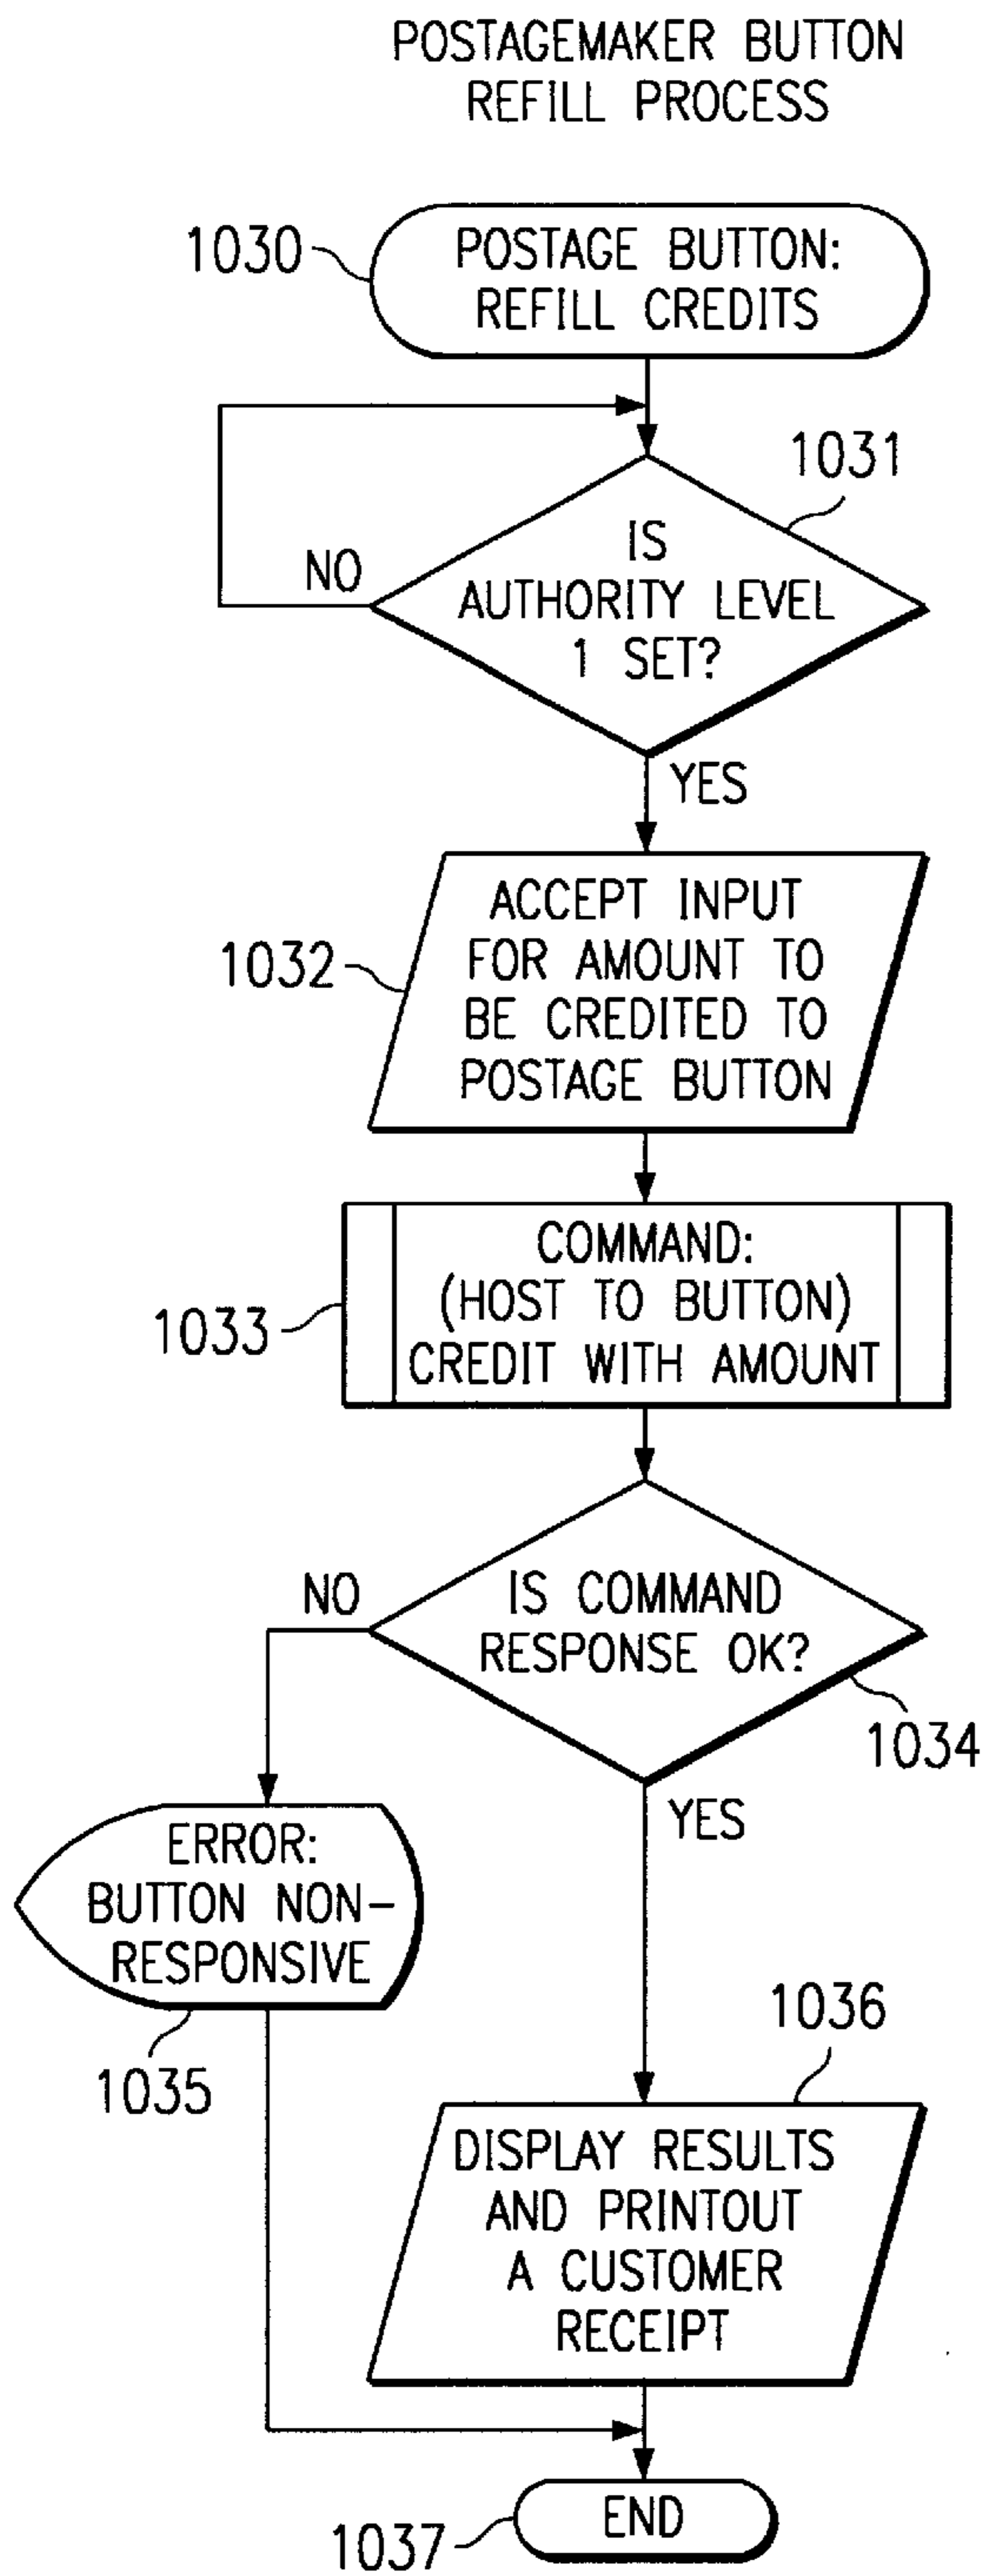 POSTAGEMAKER BUTTON
REFILL PROCESS
1030
POSTAGE BUTTON:
REFILL CREDITS
1031
IS
AUTHORITY LEVEL
1 SET?
NO
YES
1032
ACCEPT INPUT
FOR AMOUNT TO
BE CREDITED TO
POSTAGE BUTTON
1033
COMMAND:
(HOST TO BUTTON)
CREDIT WITH AMOUNT
NO
IS COMMAND
RESPONSE OK?
1034
YES
ERROR:
BUTTON NON-
RESPONSIVE
1035
1036
DISPLAY RESULTS
AND PRINTOUT
A CUSTOMER
RECEIPT
END
1037